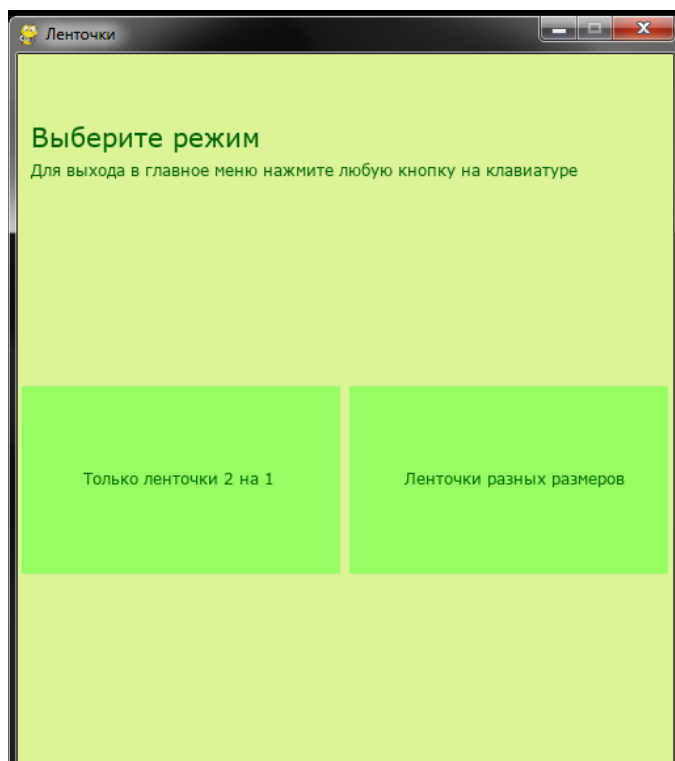 Ленточки
Выберите режим
Для выхода в главное меню нажмите любую кнопку на клавиатуре
Только ленточки 2 на 1
Ленточки разных размеров